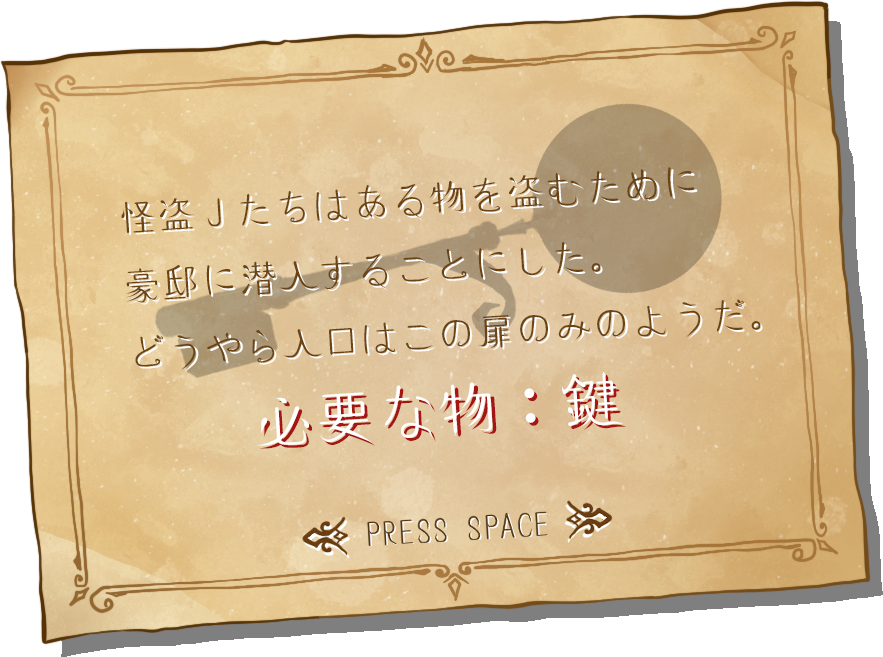 怪盗Jたちはある物を盗むために
豪邸に潜入することにした。
どうやら入口はこの扉のみのようだ。
必要な物：鍵
PRESS SPACE